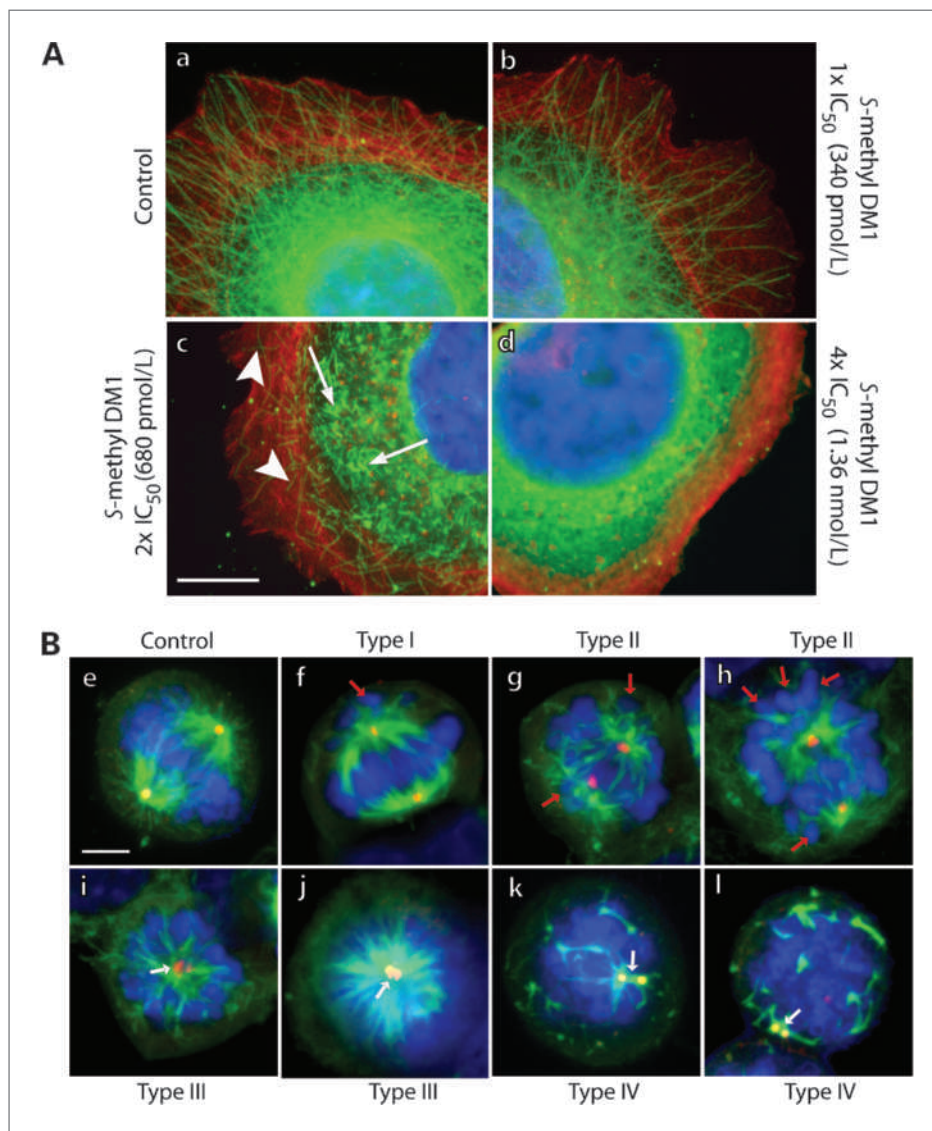 A
a
b
Control
S-methyl DM1
1x IC50 (340 pmol/L)
c
d
S-methyl DM1
2x IC50 (680 pmol/L)
S-methyl DM1
4x IC50 (1.36 nmol/L)
B
Control
Type I
Type II
Type II
e
f
g
h
i
j
k
l
Type III
Type III
Type IV
Type IV